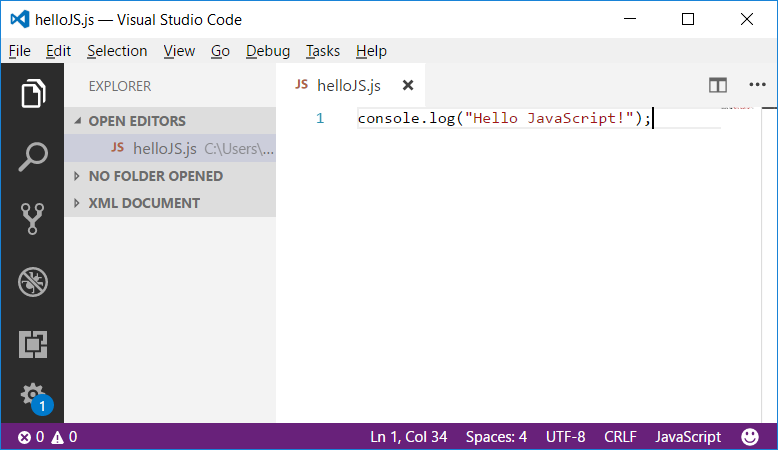 helloJS.js — Visual Studio Code
File Edit Selection View Go Debug Tasks Help
EXPLORER
OPEN EDITORS
JS helloJS.js C:\Users\...
NO FOLDER OPENED
XML DOCUMENT
JS helloJS.js
1 console.log("Hello JavaScript!");
1
0 0 Ln 1, Col 34 Spaces: 4 UTF-8 CRLF JavaScript